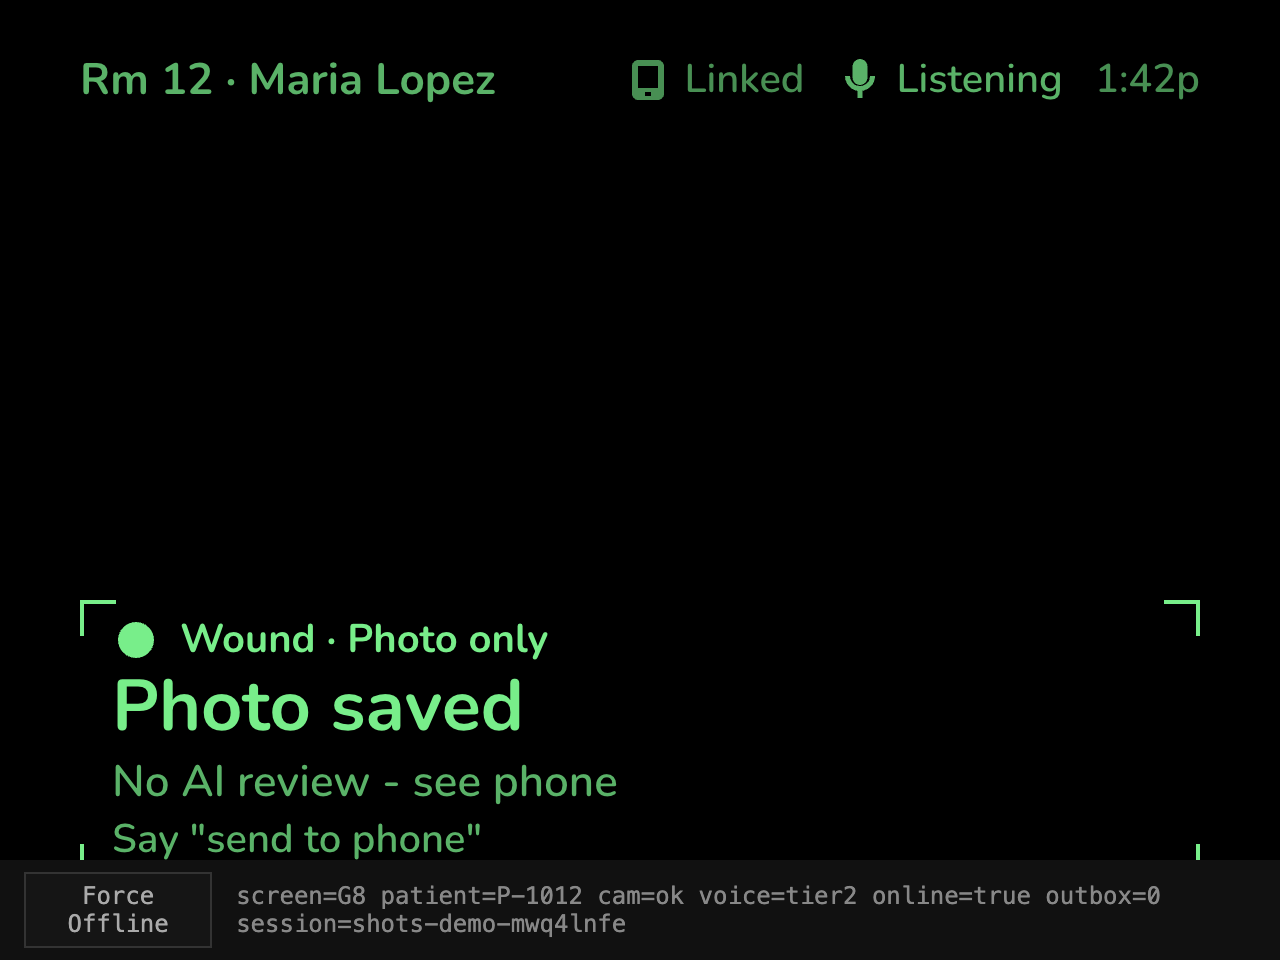 Rm 12 · Maria Lopez Linked Listening 1:42p
Wound · Photo only
Photo saved
No AI review - see phone
Say "send to phone"
Force Offline
screen=G8 patient=P-1012 cam=ok voice=tier2 online=true outbox=0
session=shots-demo-mwq4lnfe